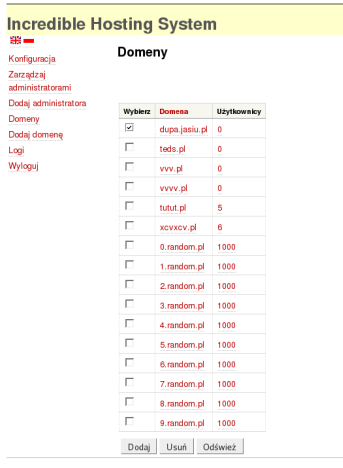 Incredible Hosting System
Domeny
Konfiguracja
Zarządzaj
administratorami
Dodaj administratora
Domeny
Dodaj domenę
Logi
Wyloguj
Wybierz Domena Użytkownicy
dupa.jasiu.pl 0
teds.pl 0
vvv.pl 0
vvvv.pl 0
tutut.pl 5
xcvxcv.pl 6
0.random.pl 1000
1.random.pl 1000
2.random.pl 1000
3.random.pl 1000
4.random.pl 1000
5.random.pl 1000
6.random.pl 1000
7.random.pl 1000
8.random.pl 1000
9.random.pl 1000
Dodaj Usuń Odśwież